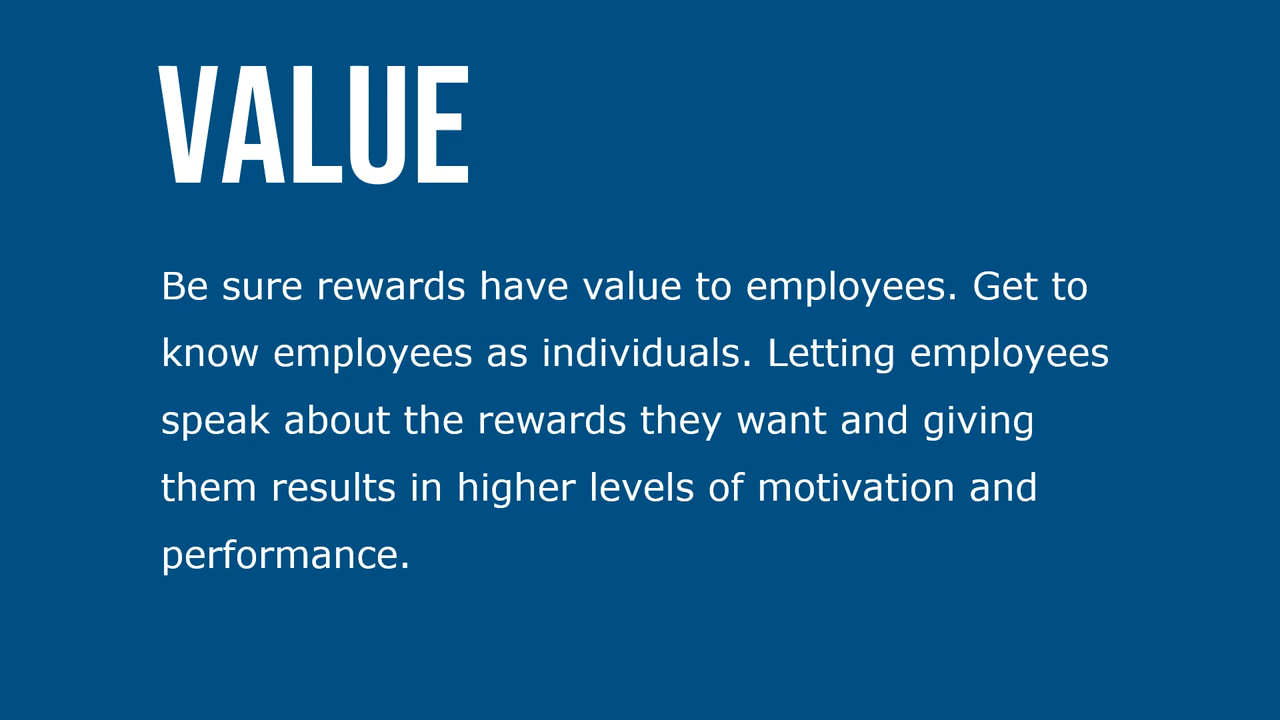 VALUE
Be sure rewards have value to employees. Get to
know employees as individuals. Letting employees
speak about the rewards they want and giving
them results in higher levels of motivation and
performance.